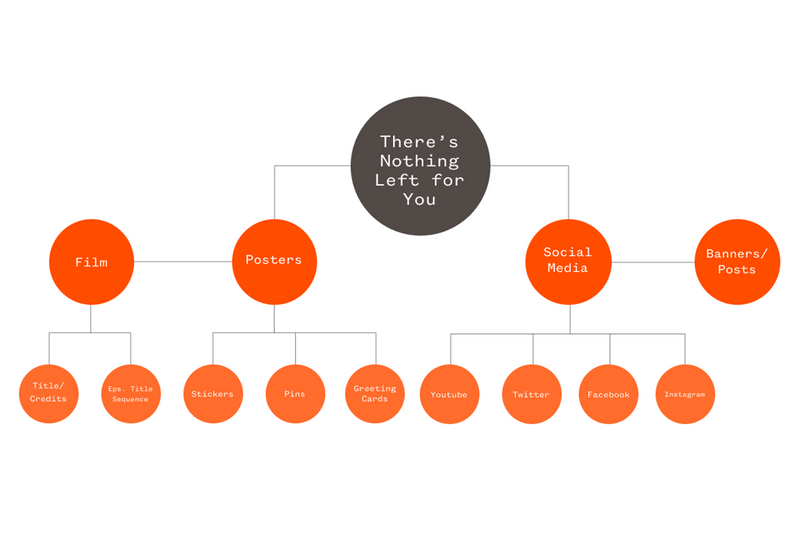 There's
Nothing
Left for
You
Film
Posters
Social
Media
Banners/
Posts
Title/
Credits
Eps. Title
Sequence
Stickers
Pins
Greeting
Cards
Youtube
Twitter
Facebook
Instagram